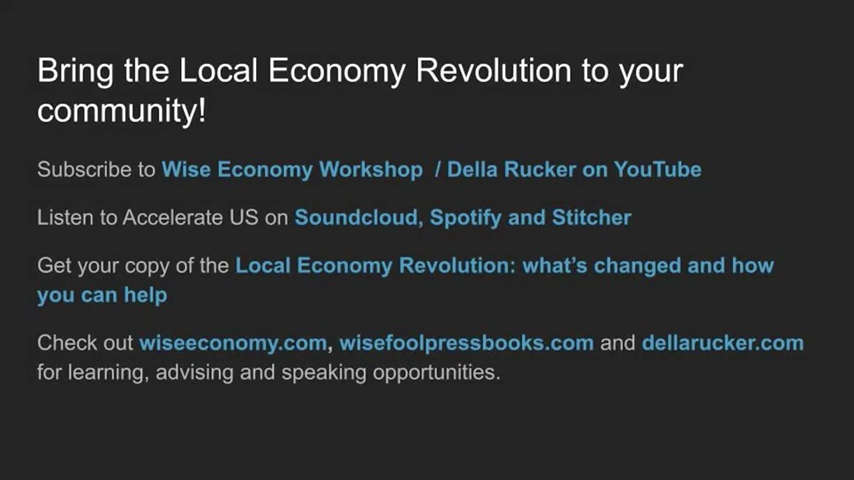 Bring the Local Economy Revolution to your
community!
Subscribe to Wise Economy Workshop / Della Rucker on YouTube
Listen to Accelerate US on Soundcloud, Spotify and Stitcher
Get your copy of the Local Economy Revolution: what's changed and how
you can help
Check out wiseeconomy.com, wisefoolpressbooks.com and dellarucker.com
for learning, advising and speaking opportunities.